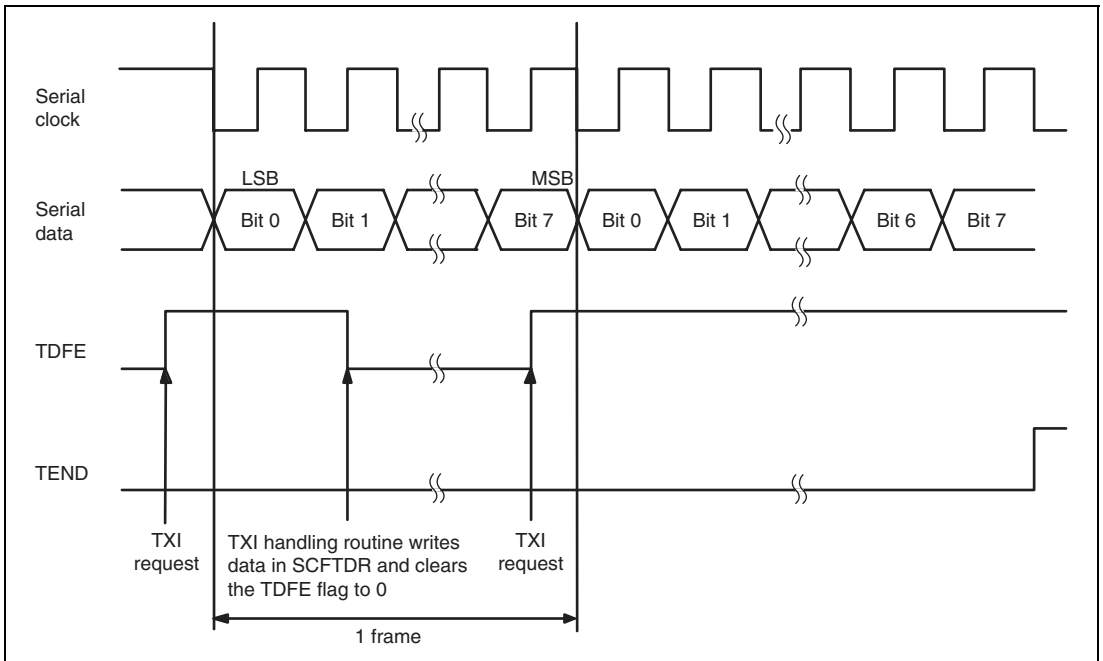 Serial
clock
LSB
MSB
Serial
data
Bit 0
Bit 1
Bit 7
Bit 0
Bit 1
Bit 6
Bit 7
TDFE
TEND
TXI
request
TXI handling routine writes
data in SCFTDR and clears
the TDFE flag to 0
TXI
request
1 frame